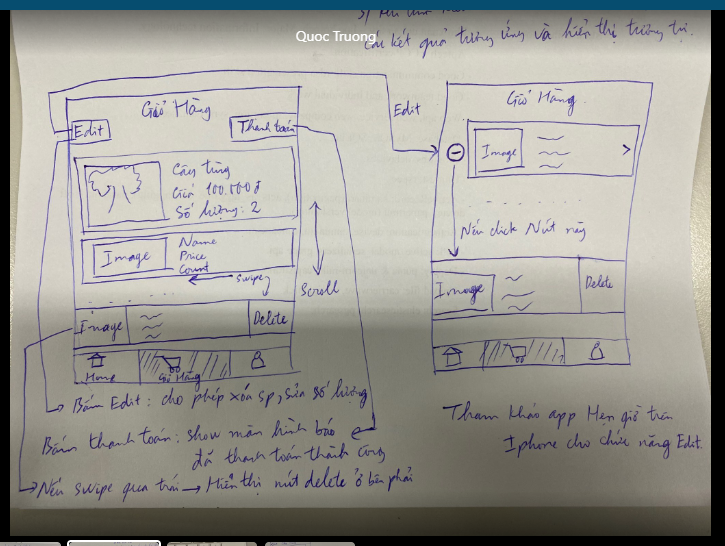 Quoc Truong
các kết quả tương ứng và hiển thị tương tự.
Giỏ Hàng
Edit
Thanh toán
Cây tùng
Giá 100.000đ
Số lượng: 2
Image
Name
Price
Count
Swipe
Scroll
Image
Delete
Home
Giỏ Hàng
Bấm Edit: cho phép xóa sp, sửa số lượng
Bấm thanh toán: show màn hình báo
đã thanh toán thành công
Nếu swipe qua trái → Hiển thị nút delete ở bên phải
Edit
Giỏ Hàng
Image
Nếu click Nút này
Image
Delete
Tham khảo app Hẹn giờ trên
Iphone cho chức năng Edit.